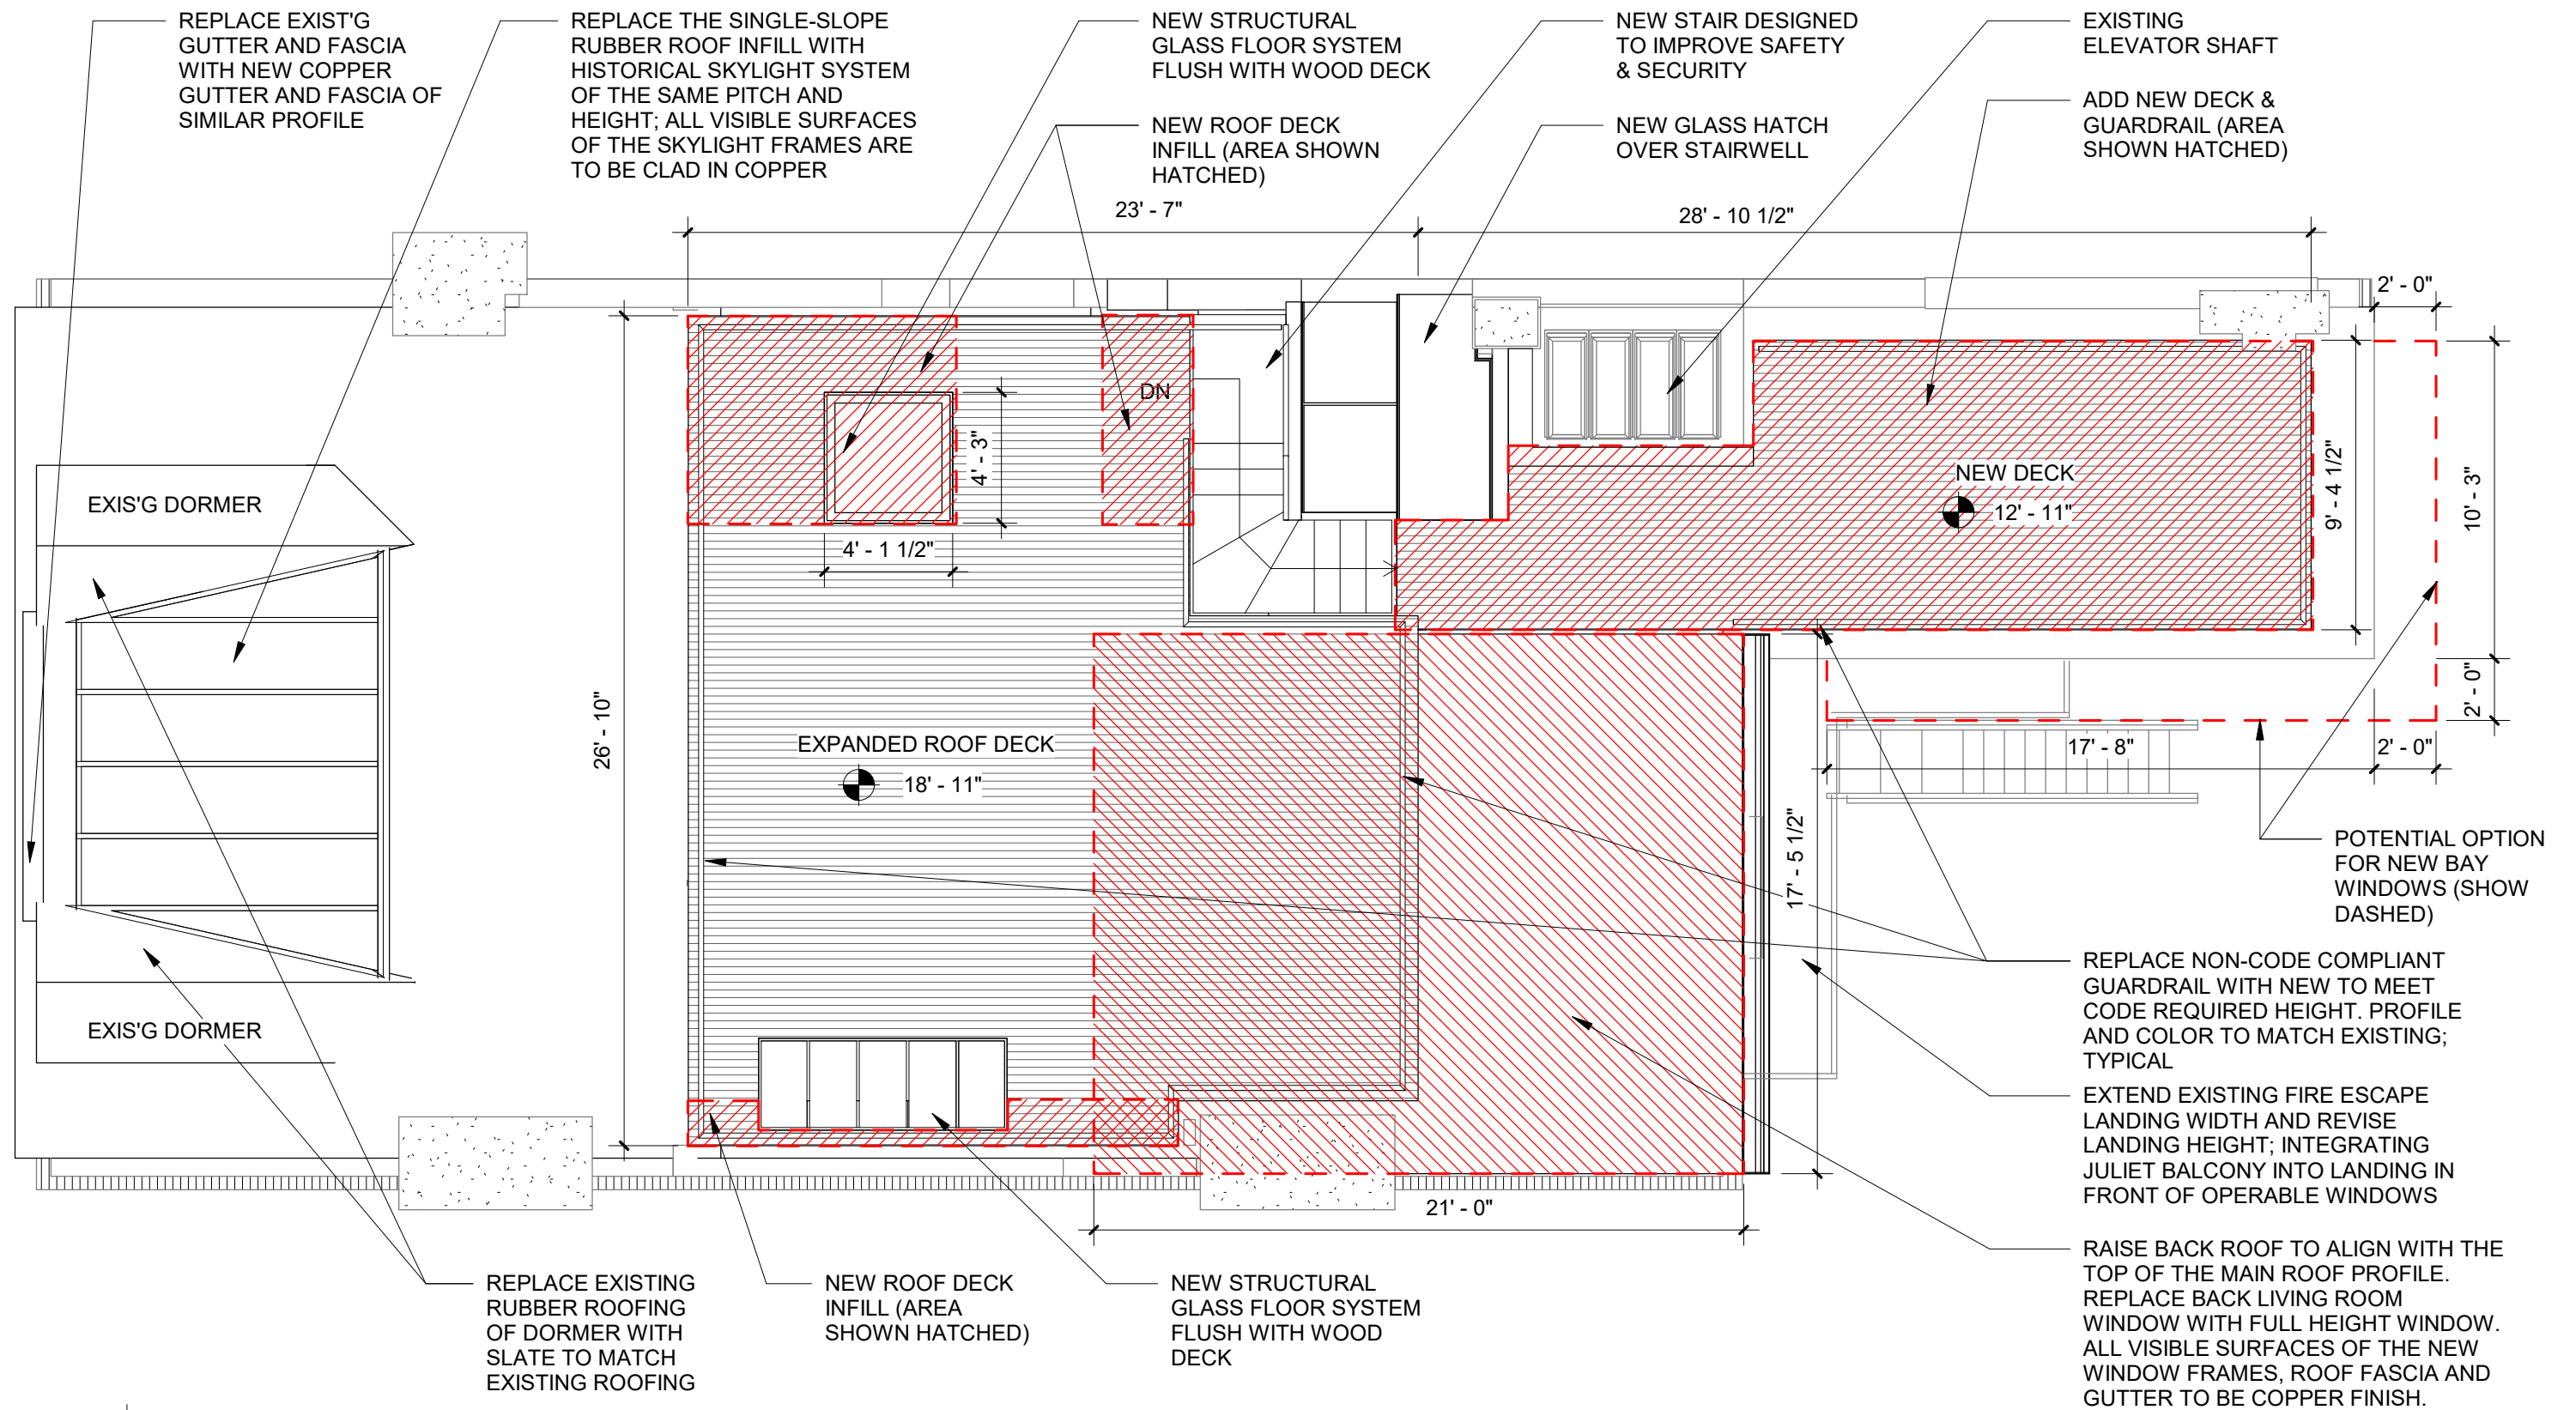 REPLACE EXIST'G
GUTTER AND FASCIA
WITH NEW COPPER
GUTTER AND FASCIA OF
SIMILAR PROFILE
REPLACE THE SINGLE-SLOPE
RUBBER ROOF INFILL WITH
HISTORICAL SKYLIGHT SYSTEM
OF THE SAME PITCH AND
HEIGHT; ALL VISIBLE SURFACES
OF THE SKYLIGHT FRAMES ARE
TO BE CLAD IN COPPER
NEW STRUCTURAL
GLASS FLOOR SYSTEM
FLUSH WITH WOOD DECK
NEW ROOF DECK
INFILL (AREA SHOWN
HATCHED)
NEW STAIR DESIGNED
TO IMPROVE SAFETY
& SECURITY
NEW GLASS HATCH
OVER STAIRWELL
EXISTING
ELEVATOR SHAFT
ADD NEW DECK &
GUARDRAIL (AREA
SHOWN HATCHED)
23' - 7"
28' - 10 1/2"
2' - 0"
DN
4' - 3"
4' - 1 1/2"
NEW DECK
12' - 11"
9' - 4 1/2"
10' - 3"
2' - 0"
EXIS'G DORMER
26' - 10"
EXPANDED ROOF DECK
18' - 11"
17' - 8"
2' - 0"
17' - 5 1/2"
EXIS'G DORMER
21' - 0"
POTENTIAL OPTION
FOR NEW BAY
WINDOWS (SHOW
DASHED)
REPLACE NON-CODE COMPLIANT
GUARDRAIL WITH NEW TO MEET
CODE REQUIRED HEIGHT. PROFILE
AND COLOR TO MATCH EXISTING;
TYPICAL
EXTEND EXISTING FIRE ESCAPE
LANDING WIDTH AND REVISE
LANDING HEIGHT; INTEGRATING
JULIET BALCONY INTO LANDING IN
FRONT OF OPERABLE WINDOWS
RAISE BACK ROOF TO ALIGN WITH THE
TOP OF THE MAIN ROOF PROFILE.
REPLACE BACK LIVING ROOM
WINDOW WITH FULL HEIGHT WINDOW.
ALL VISIBLE SURFACES OF THE NEW
WINDOW FRAMES, ROOF FASCIA AND
GUTTER TO BE COPPER FINISH.
REPLACE EXISTING
RUBBER ROOFING
OF DORMER WITH
SLATE TO MATCH
EXISTING ROOFING
NEW ROOF DECK
INFILL (AREA
SHOWN HATCHED)
NEW STRUCTURAL
GLASS FLOOR SYSTEM
FLUSH WITH WOOD
DECK